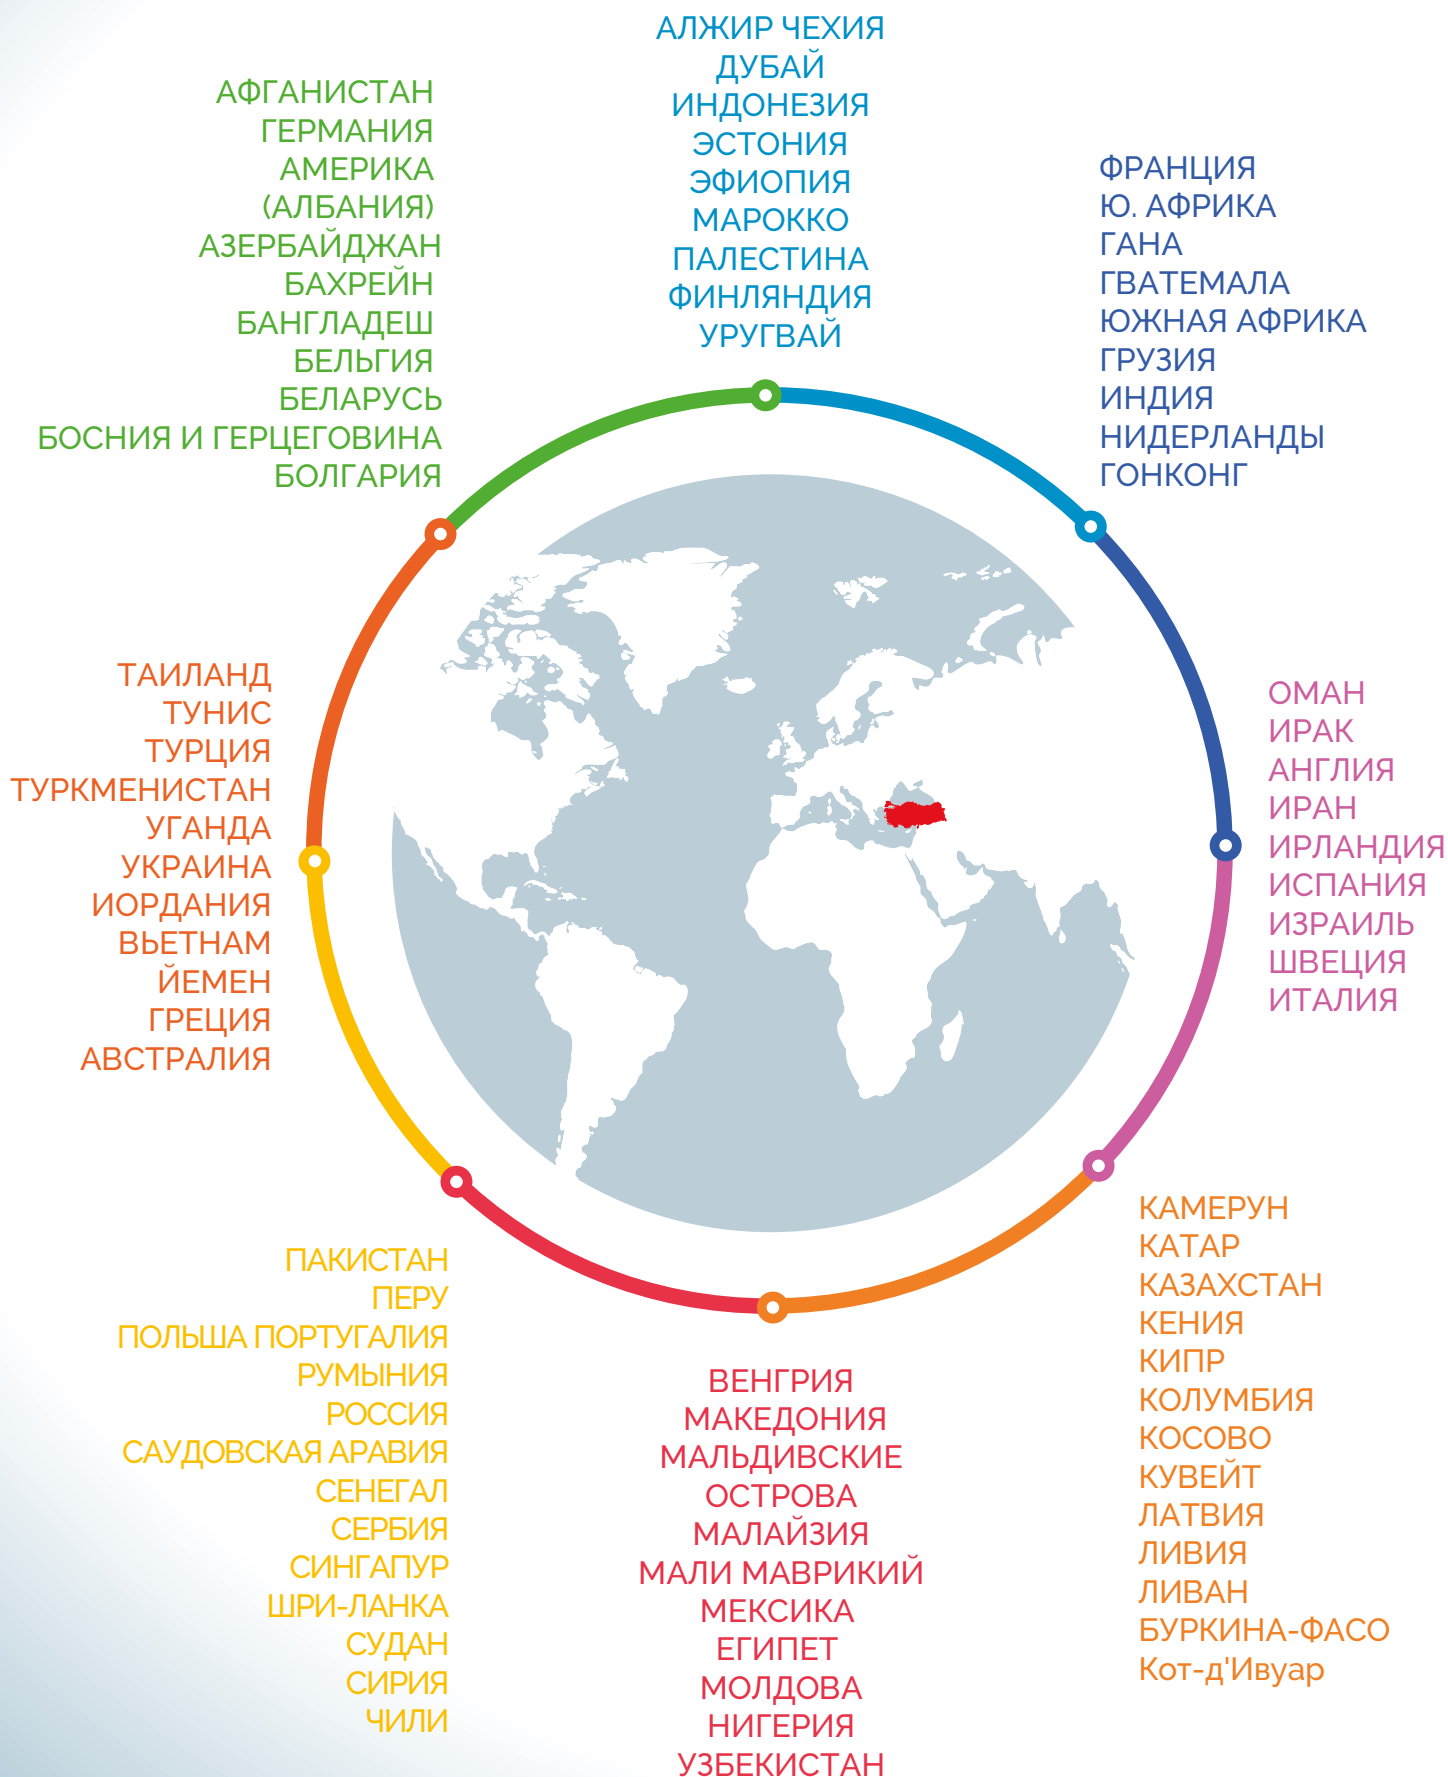 АЛЖИР ЧЕХИЯ
ДУБАЙ
ИНДОНЕЗИЯ
ЭСТОНИЯ
ЭФИОПИЯ
МАРОККО
ПАЛЕСТИНА
ФИНЛЯНДИЯ
УРУГВАЙ
АФГАНИСТАН
ГЕРМАНИЯ
АМЕРИКА
(АЛБАНИЯ)
АЗЕРБАЙДЖАН
БАХРЕЙН
БАНГЛАДЕШ
БЕЛЬГИЯ
БЕЛАРУСЬ
БОСНИЯ И ГЕРЦЕГОВИНА
БОЛГАРИЯ
ФРАНЦИЯ
Ю. АФРИКА
ГАНА
ГВАТЕМАЛА
ЮЖНАЯ АФРИКА
ГРУЗИЯ
ИНДИЯ
НИДЕРЛАНДЫ
ГОНКОНГ
ТАИЛАНД
ТУНИС
ТУРЦИЯ
ТУРКМЕНИСТАН
УГАНДА
УКРАИНА
ИОРДАНИЯ
ВЬЕТНАМ
ЙЕМЕН
ГРЕЦИЯ
АВСТРАЛИЯ
ОМАН
ИРАК
АНГЛИЯ
ИРАН
ИРЛАНДИЯ
ИСПАНИЯ
ИЗРАИЛЬ
ШВЕЦИЯ
ИТАЛИЯ
ПАКИСТАН
ПЕРУ
ПОЛЬША ПОРТУГАЛИЯ
РУМЫНИЯ
РОССИЯ
САУДОВСКАЯ АРАВИЯ
СЕНЕГАЛ
СЕРБИЯ
СИНГАПУР
ШРИ-ЛАНКА
СУДАН
СИРИЯ
ЧИЛИ
ВЕНГРИЯ
МАКЕДОНИЯ
МАЛЬДИВСКИЕ
ОСТРОВА
МАЛАЙЗИЯ
МАЛИ МАВРИКИЙ
МЕКСИКА
ЕГИПЕТ
МОЛДОВА
НИГЕРИЯ
УЗБЕКИСТАН
КАМЕРУН
КАТАР
КАЗАХСТАН
КЕНИЯ
КИПР
КОЛУМБИЯ
КОСОВО
КУВЕЙТ
ЛАТВИЯ
ЛИВИЯ
ЛИВАН
БУРКИНА-ФАСО
Кот-д'Ивуар